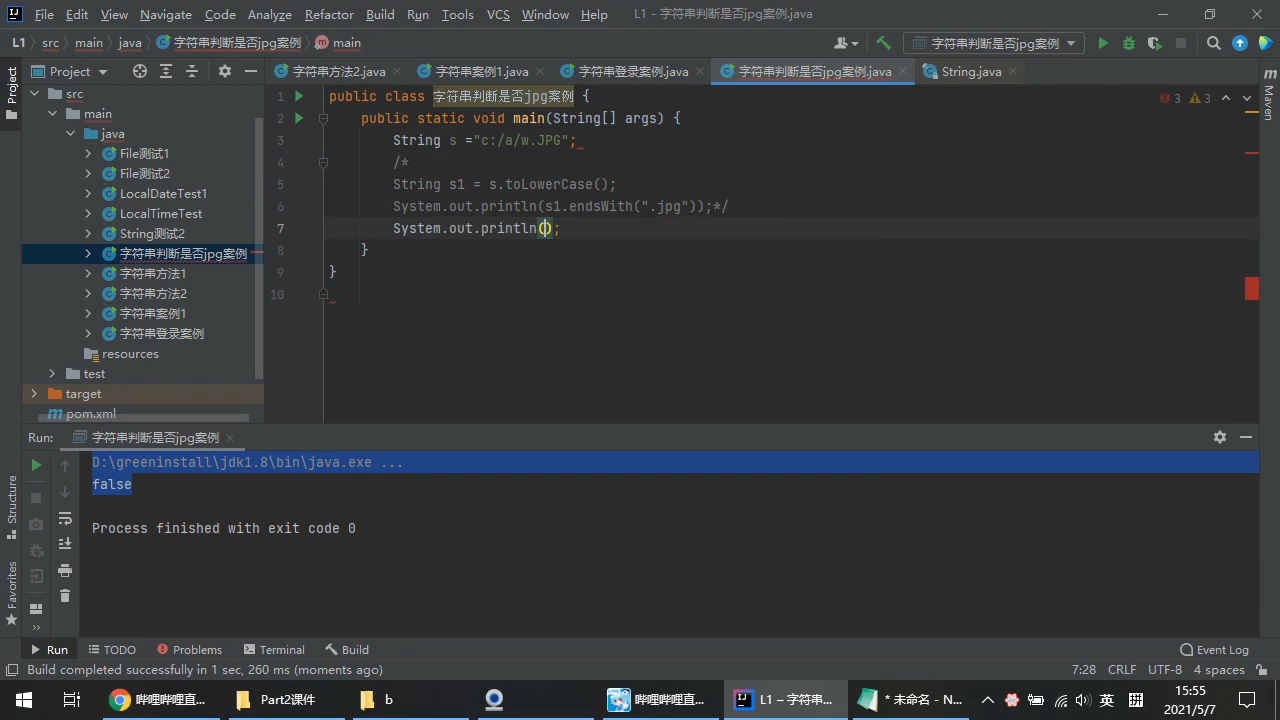 File Edit View Navigate Code Analyze Refactor Build Run Tools VCS Window Help L1 - 字符串判断是否jpg案例.java
L1 src main java 字符串判断是否jpg案例 main 字符串判断是否jpg案例
Project 字符串方法2.java 字符串案例1.java 字符串登录案例.java 字符串判断是否jpg案例.java String.java
Project
Maven
src
main
java
File测试1
File测试2
LocalDateTest1
LocalTimeTest
String测试2
字符串判断是否jpg案例
字符串方法1
字符串方法2
字符串案例1
字符串登录案例
resources
test
target
pom.xml
3 3
1 public class 字符串判断是否jpg案例 {
2 public static void main(String[] args) {
3 String s ="c:/a/w.JPG";
4 /*
5 String s1 = s.toLowerCase();
6 System.out.println(s1.endsWith(".jpg"));*/
7 System.out.println();
8 }
9 }
10
Run: 字符串判断是否jpg案例
D:\greeninstall\jdk1.8\bin\java.exe ...
false
Process finished with exit code 0
Structure
Favorites
Run TODO Problems Terminal Build Event Log
Build completed successfully in 1 sec, 260 ms (moments ago) 7:28 CRLF UTF-8 4 spaces
哔哩哔哩直... Part2课件 b 哔哩哔哩直... L1 – 字符串... * 未命名 - N... 英 拼 15:55
2021/5/7